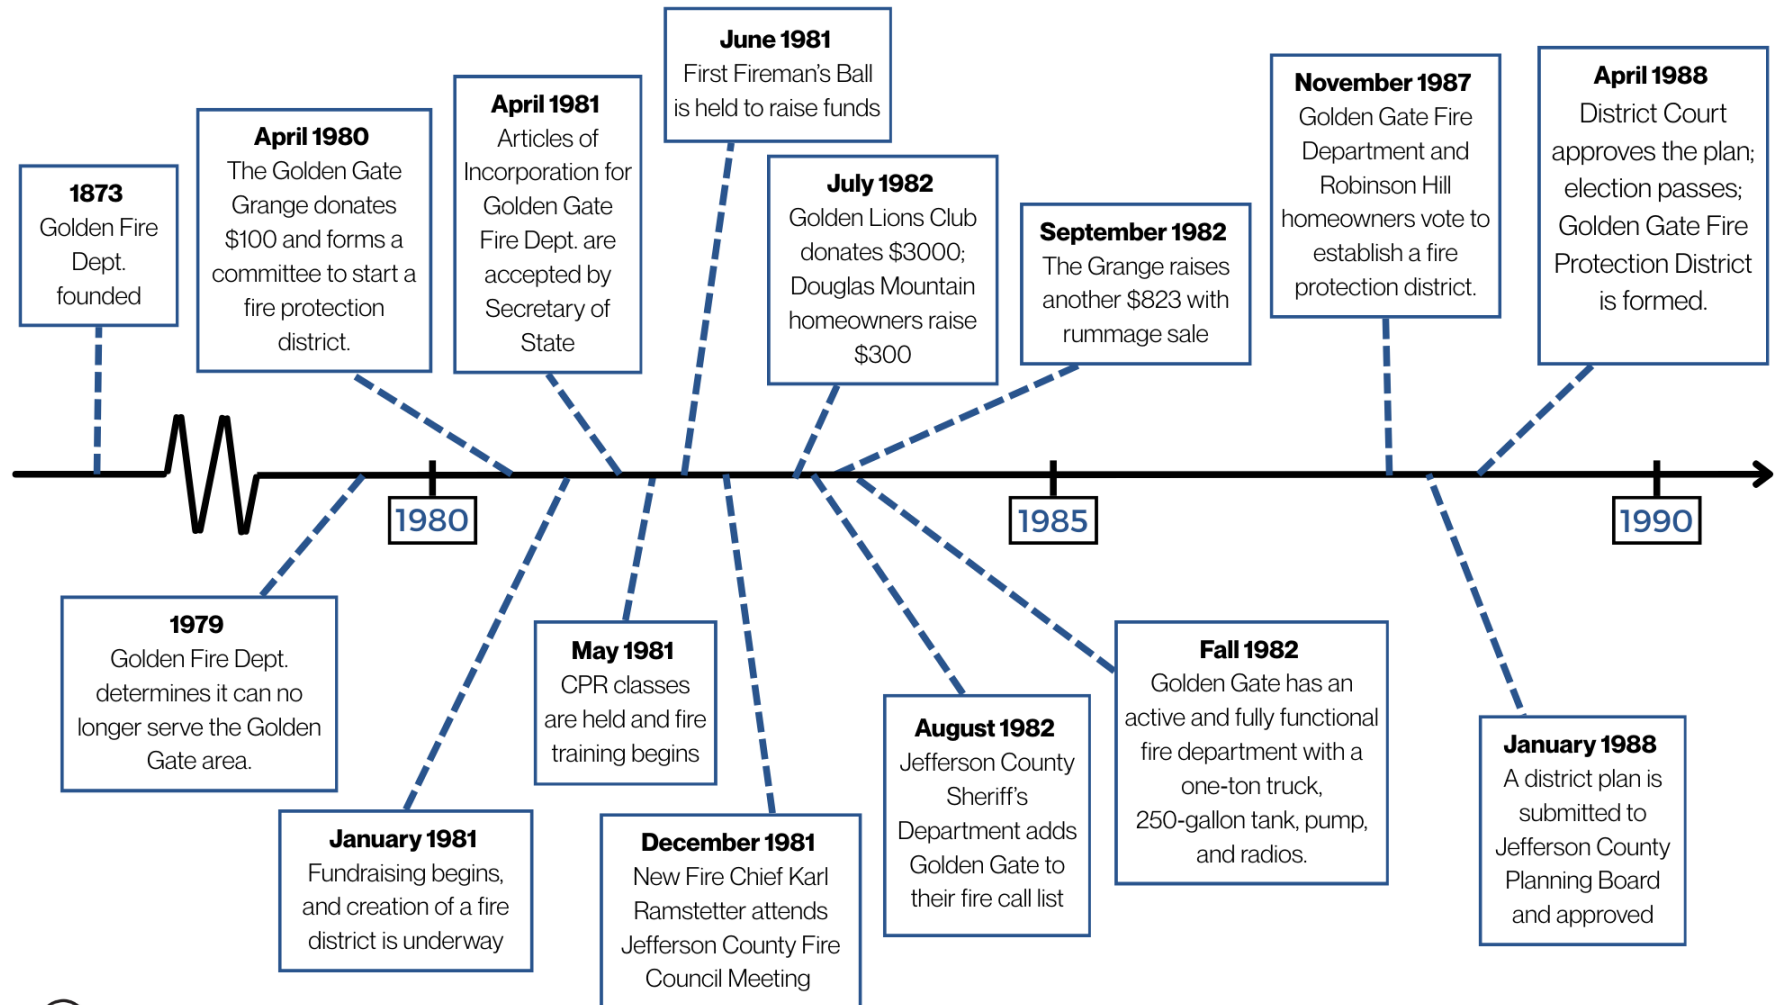 1873
Golden Fire
Dept.
founded
April 1980
The Golden Gate
Grange donates
$100 and forms a
committee to start a
fire protection
district.
April 1981
Articles of
Incorporation for
Golden Gate
Fire Dept. are
accepted by
Secretary of
State
June 1981
First Fireman's Ball
is held to raise funds
July 1982
Golden Lions Club
donates $3000;
Douglas Mountain
homeowners raise
$300
September 1982
The Grange raises
another $823 with
rummage sale
November 1987
Golden Gate Fire
Department and
Robinson Hill
homeowners vote to
establish a fire
protection district.
April 1988
District Court
approves the plan;
election passes;
Golden Gate Fire
Protection District
is formed.
1980
1985
1990
1979
Golden Fire Dept.
determines it can no
longer serve the Golden
Gate area.
January 1981
Fundraising begins,
and creation of a fire
district is underway
May 1981
CPR classes
are held and fire
training begins
December 1981
New Fire Chief Karl
Ramstetter attends
Jefferson County Fire
Council Meeting
August 1982
Jefferson County
Sheriff's
Department adds
Golden Gate to
their fire call list
Fall 1982
Golden Gate has an
active and fully functional
fire department with a
one-ton truck,
250-gallon tank, pump,
and radios.
January 1988
A district plan is
submitted to
Jefferson County
Planning Board
and approved